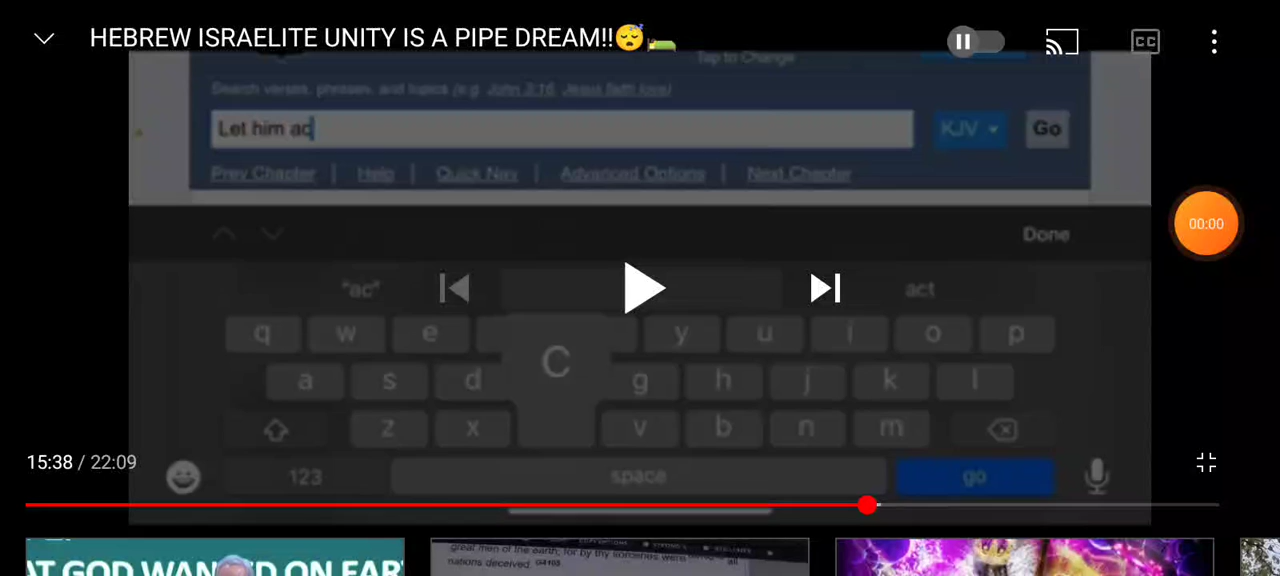 HEBREW ISRAELITE UNITY IS A PIPE DREAM!!😴🛌
CC
Tap to Change
Search verses, phrases, and topics (e.g. John 3:16, Jesus faith love)
Let him ac
KJV
Go
Prev Chapter | Help | Quick Nav | Advanced Options | Next Chapter
00:00
Done
"ac"
act
q w e y u i o p
C
a s d g h j k l
z x v b n m
15:38 / 22:09
123
space
go
great men of the earth; for by thy sorceries were
nations deceived.